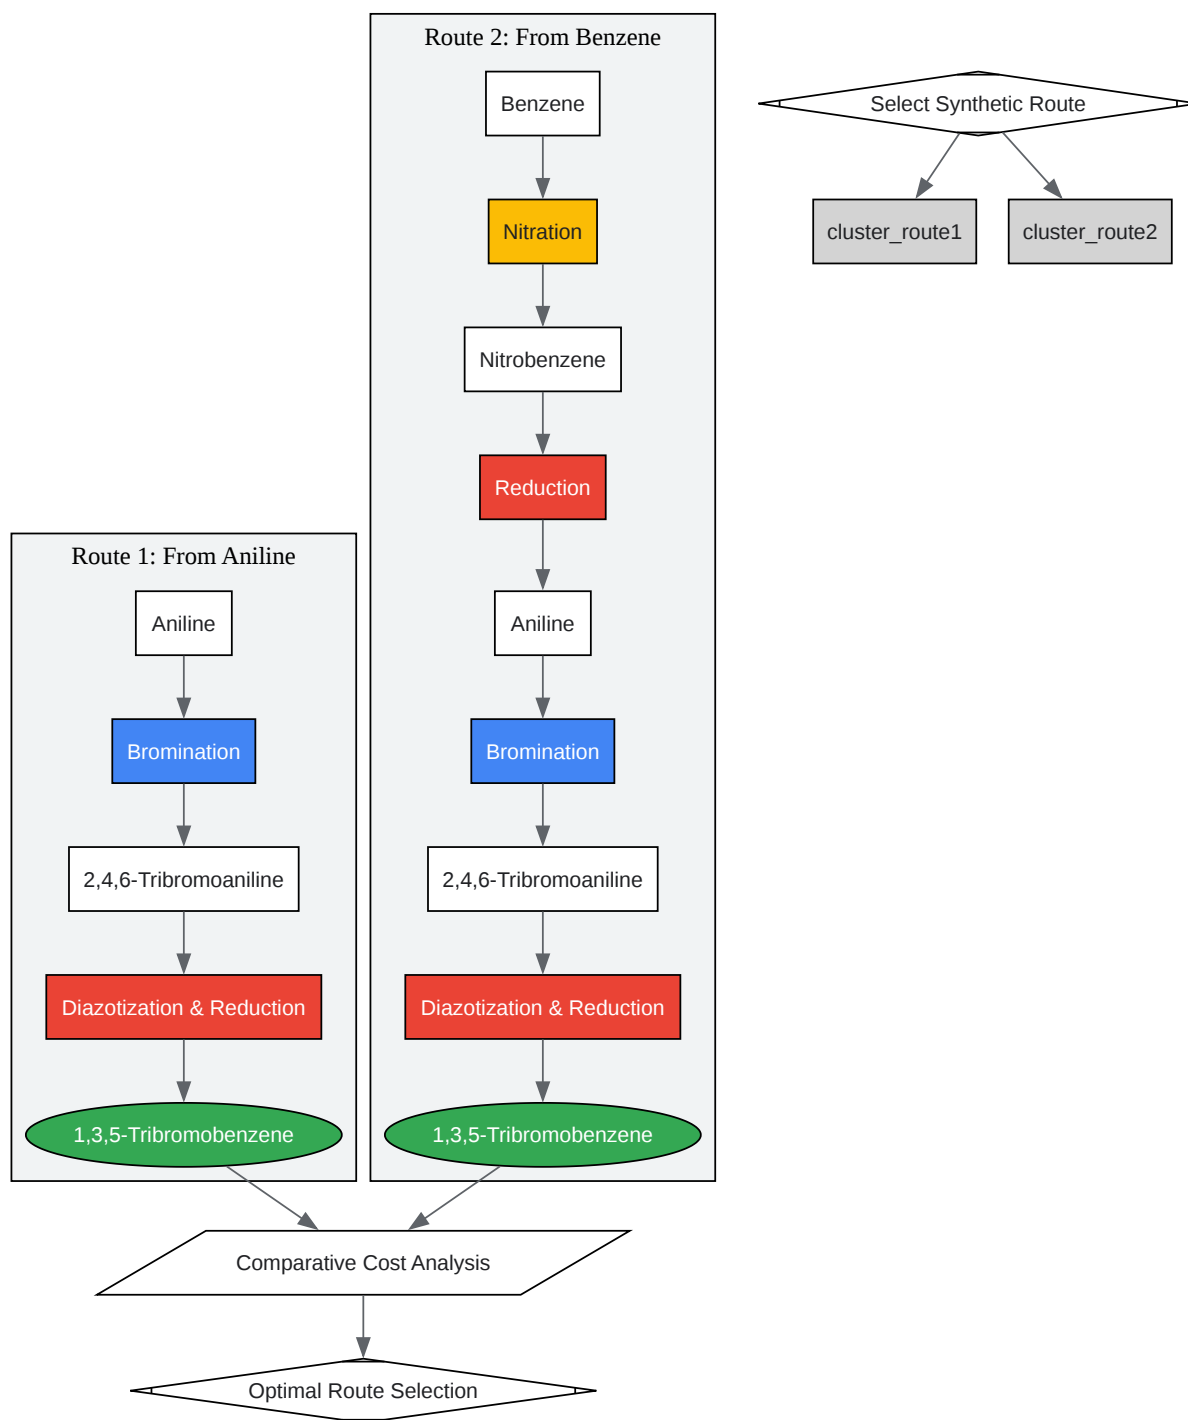 Route 2: From Benzene
Benzene
Nitration
Nitrobenzene
Reduction
Aniline
Bromination
2,4,6-Tribromoaniline
Diazotization & Reduction
1,3,5-Tribromobenzene
Select Synthetic Route
cluster_route1
cluster_route2
Route 1: From Aniline
Aniline
Bromination
2,4,6-Tribromoaniline
Diazotization & Reduction
1,3,5-Tribromobenzene
Comparative Cost Analysis
Optimal Route Selection